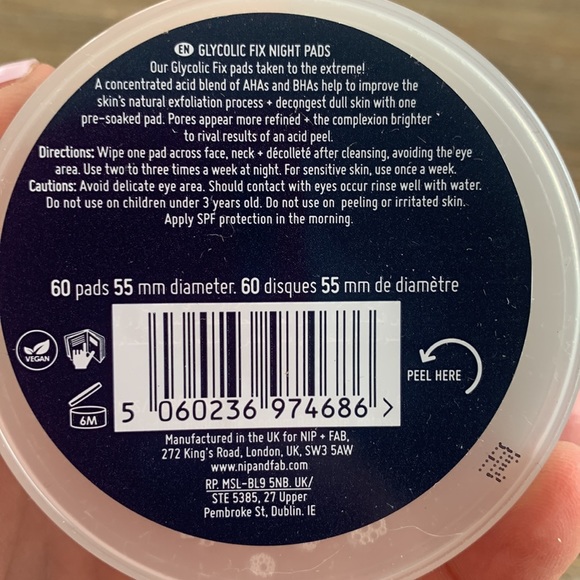 EN GLYCOLIC FIX NIGHT PADS
Our Glycolic Fix pads taken to the extreme!
A concentrated acid blend of AHAs and BHAs help to improve the
skin's natural exfoliation process + decongest dull skin with one
pre-soaked pad. Pores appear more refined + the complexion brighter
to rival results of an acid peel.
Directions: Wipe one pad across face, neck + décolleté after cleansing, avoiding the eye
area. Use two to three times a week at night. For sensitive skin, use once a week.
Cautions: Avoid delicate eye area. Should contact with eyes occur rinse well with water.
Do not use on children under 3 years old. Do not use on peeling or irritated skin.
Apply SPF protection in the morning.
60 pads 55 mm diameter. 60 disques 55 mm de diamètre
VEGAN
PEEL HERE
6M
5 060236 974686 >
Manufactured in the UK for NIP + FAB,
272 King's Road, London, UK, SW3 5AW
www.nipandfab.com
RP. MSL-BL9 5NB. UK/
STE 5385, 27 Upper
Pembroke St, Dublin. IE